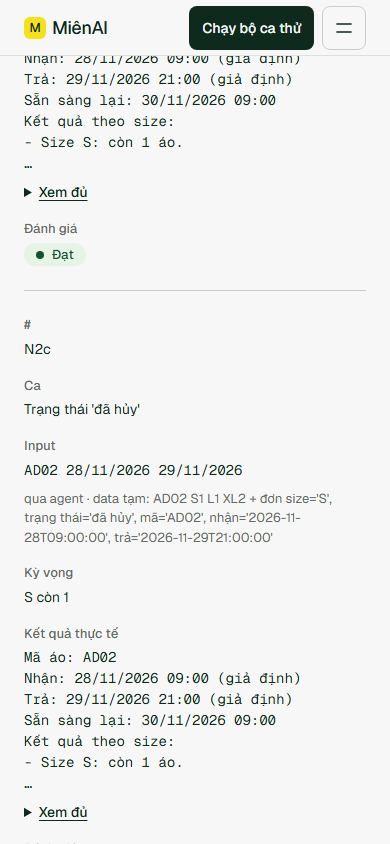 M MiênAI
Chạy bộ ca thử
Nhận: 28/11/2026 09:00 (giả định)
Trả: 29/11/2026 21:00 (giả định)
Sẵn sàng lại: 30/11/2026 09:00
Kết quả theo size:
- Size S: còn 1 áo.
…
Xem đủ
Đánh giá
Đạt
#
N2c
Ca
Trạng thái 'đã hủy'
Input
AD02 28/11/2026 29/11/2026
qua agent · data tạm: AD02 S1 L1 XL2 + đơn size='S',
trạng thái='đã hủy', mã='AD02', nhận='2026-11-
28T09:00:00', trả='2026-11-29T21:00:00'
Kỳ vọng
S còn 1
Kết quả thực tế
Mã áo: AD02
Nhận: 28/11/2026 09:00 (giả định)
Trả: 29/11/2026 21:00 (giả định)
Sẵn sàng lại: 30/11/2026 09:00
Kết quả theo size:
- Size S: còn 1 áo.
…
Xem đủ